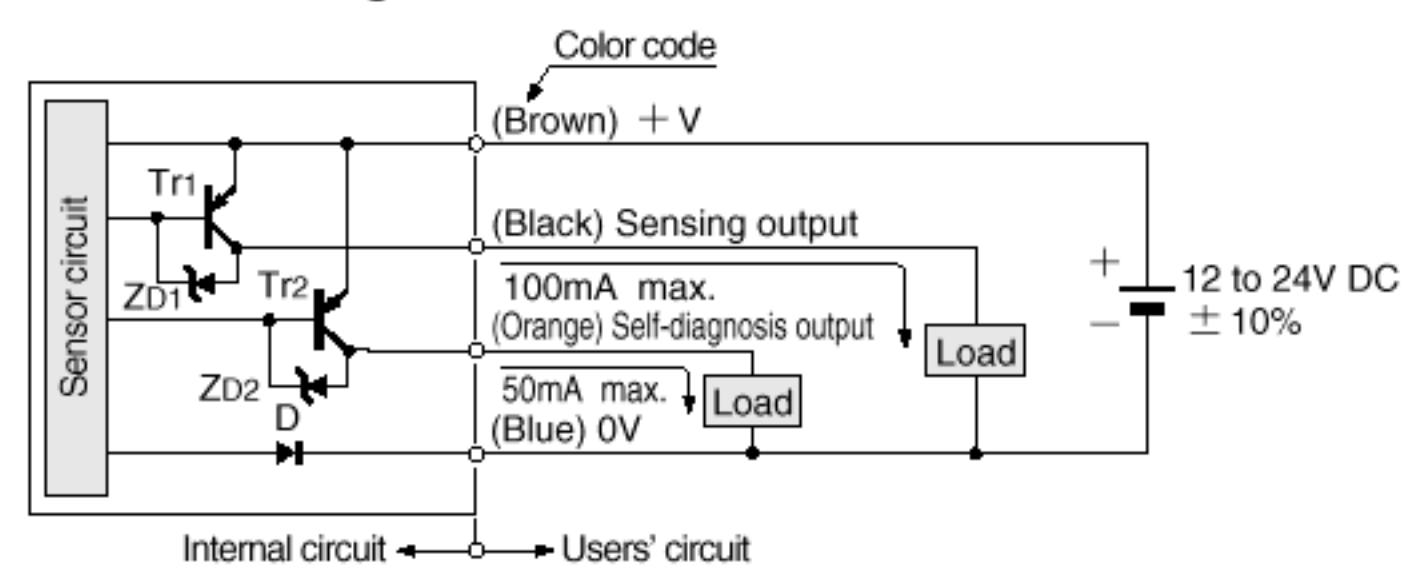 Color code
(Brown) +V
Tr1
(Black) Sensing output
Sensor circuit
ZD1
Tr2
100mA max.
(Orange) Self-diagnosis output
+
−
12 to 24V DC
± 10%
Load
ZD2
50mA max.
Load
D
(Blue) 0V
Internal circuit
Users' circuit